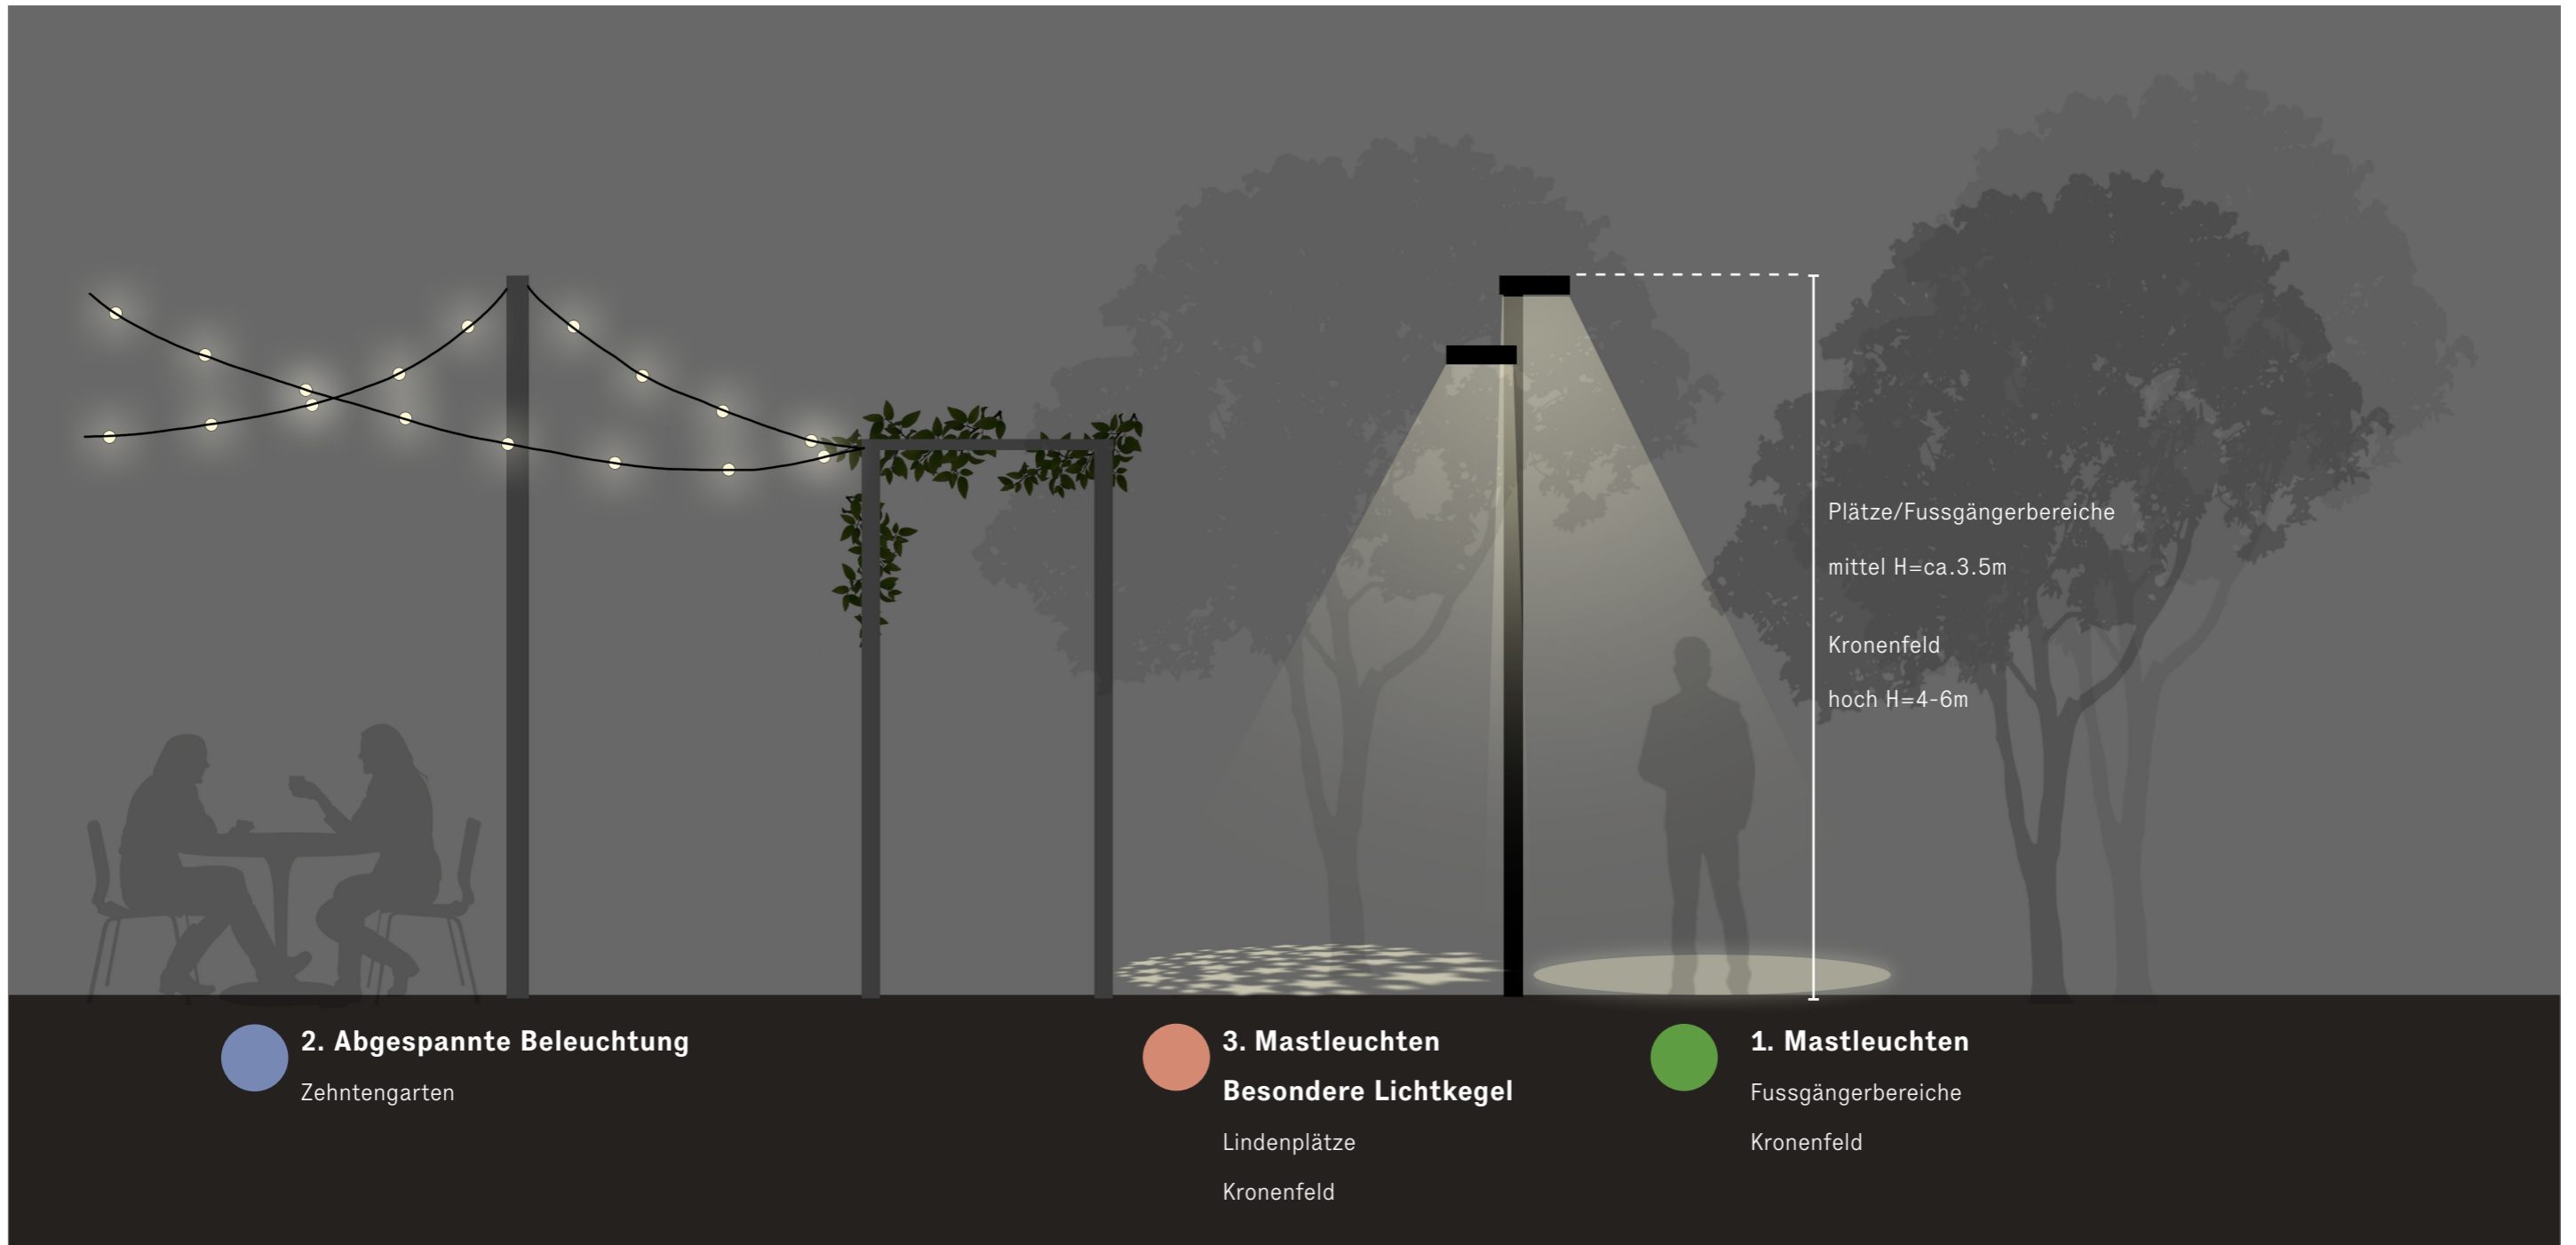 Plätze/Fussgängerbereiche
mittel H=ca.3.5m
Kronenfeld
hoch H=4-6m
2. Abgespannte Beleuchtung
Zehntengarten
3. Mastleuchten
Besondere Lichtkegel
Lindenplätze
Kronenfeld
1. Mastleuchten
Fussgängerbereiche
Kronenfeld